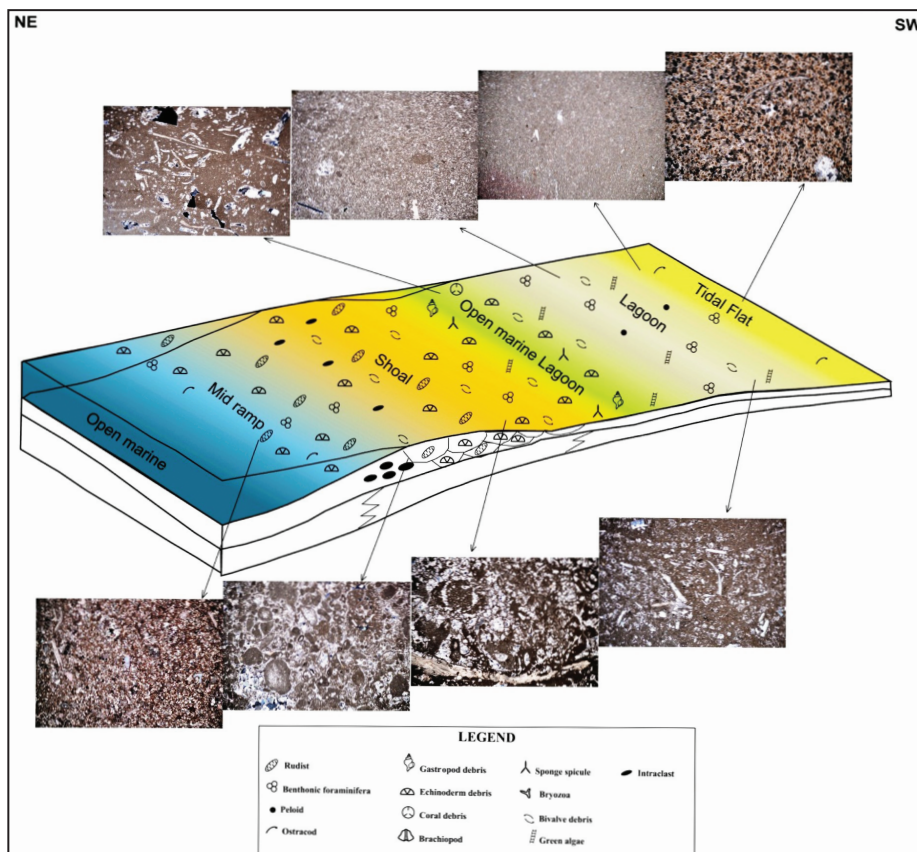 NE
SW
Tidal Flat
Lagoon
Open marine Lagoon
Shoal
Mid ramp
Open marine
LEGEND
Rudist
Gastropod debris
Sponge spicule
Intraclast
Benthonic foraminifera
Echinoderm debris
Bryozoa
Peloid
Coral debris
Bivalve debris
Ostracod
Brachiopod
Green algae